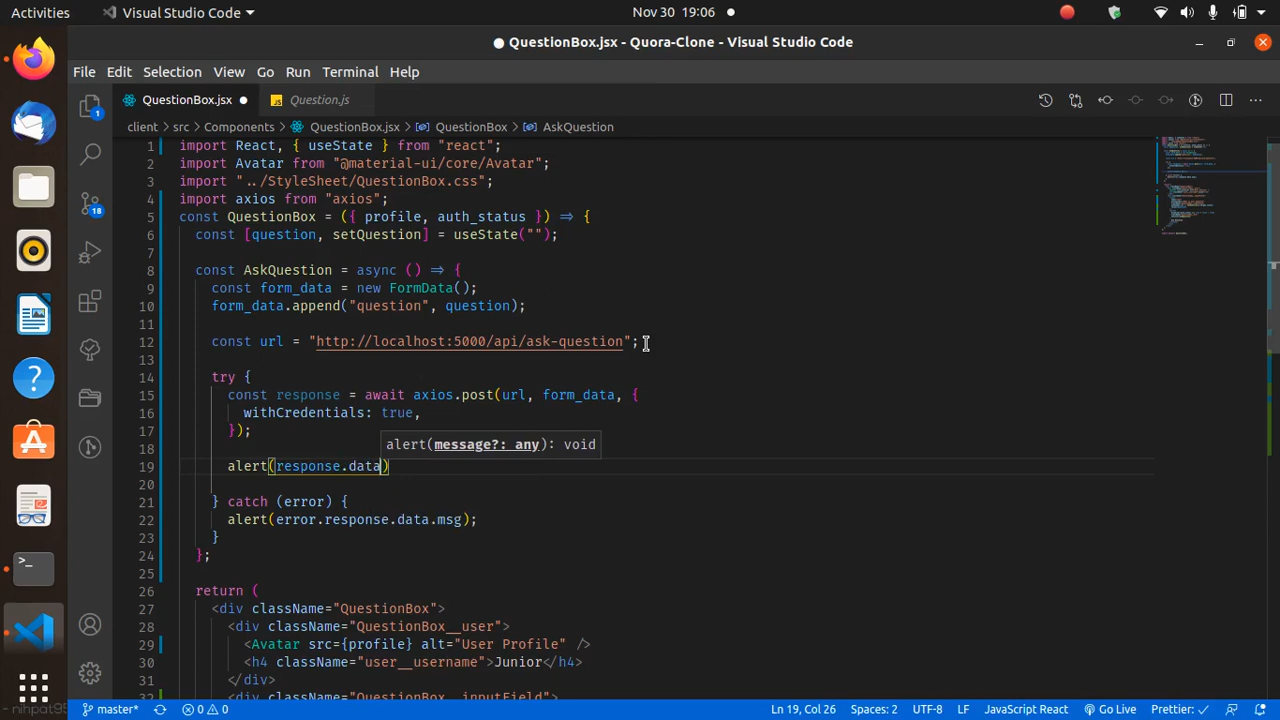 Activities
Visual Studio Code
Nov 30 19:06
QuestionBox.jsx - Quora-Clone - Visual Studio Code
File Edit Selection View Go Run Terminal Help
QuestionBox.jsx
Question.js
client > src > Components > QuestionBox.jsx > QuestionBox > AskQuestion
1 import React, { useState } from "react";
2 import Avatar from "@material-ui/core/Avatar";
3 import "../StyleSheet/QuestionBox.css";
4 import axios from "axios";
5 const QuestionBox = ({ profile, auth_status }) ⇒ {
6 const [question, setQuestion] = useState("");
7
8 const AskQuestion = async () ⇒ {
9 const form_data = new FormData();
10 form_data.append("question", question);
11
12 const url = "http://localhost:5000/api/ask-question";
13
14 try {
15 const response = await axios.post(url, form_data, {
16 withCredentials: true,
17 });
alert(message?: any): void
18
19 alert(response.data)
20
21 } catch (error) {
22 alert(error.response.data.msg);
23 }
24 };
25
26 return (
27 <div className="QuestionBox">
28 <div className="QuestionBox__user">
29 <Avatar src={profile} alt="User Profile" />
30 <h4 className="user__username">Junior</h4>
31 </div>
32 <div className="QuestionBox__inputField">
1
18
master*
0 0
Ln 19, Col 26
Spaces: 2
UTF-8
LF
JavaScript React
Go Live
Prettier: ✓